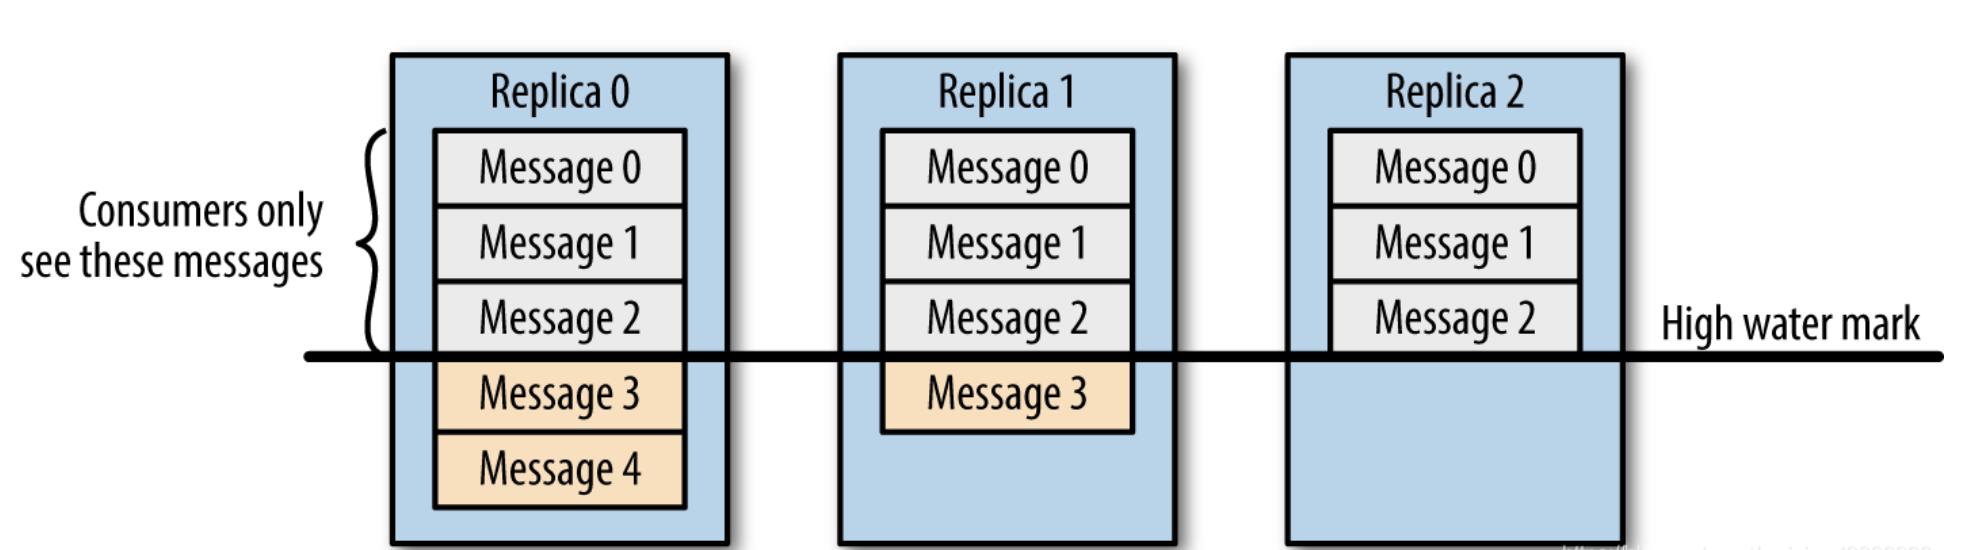 Replica 0
Message 0
Message 1
Message 2
Message 3
Message 4
Replica 1
Message 0
Message 1
Message 2
Message 3
Replica 2
Message 0
Message 1
Message 2
Consumers only
see these messages
High water mark